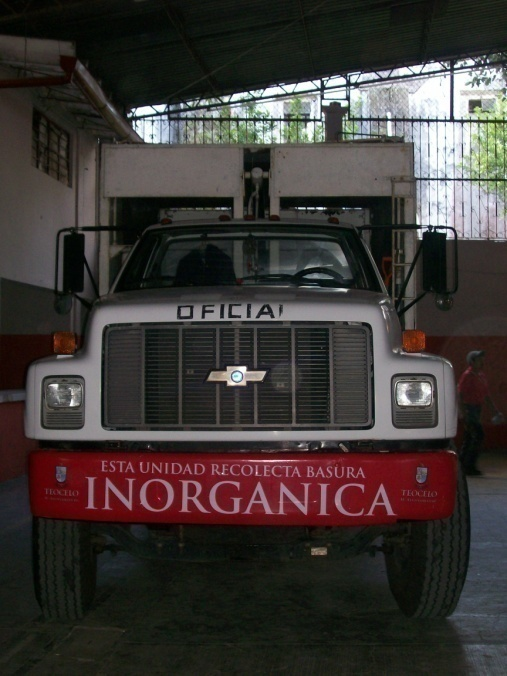 OFICIAL
ESTA UNIDAD RECOLECTA BASURA
INORGANICA
TEOCELO
TEOCELO